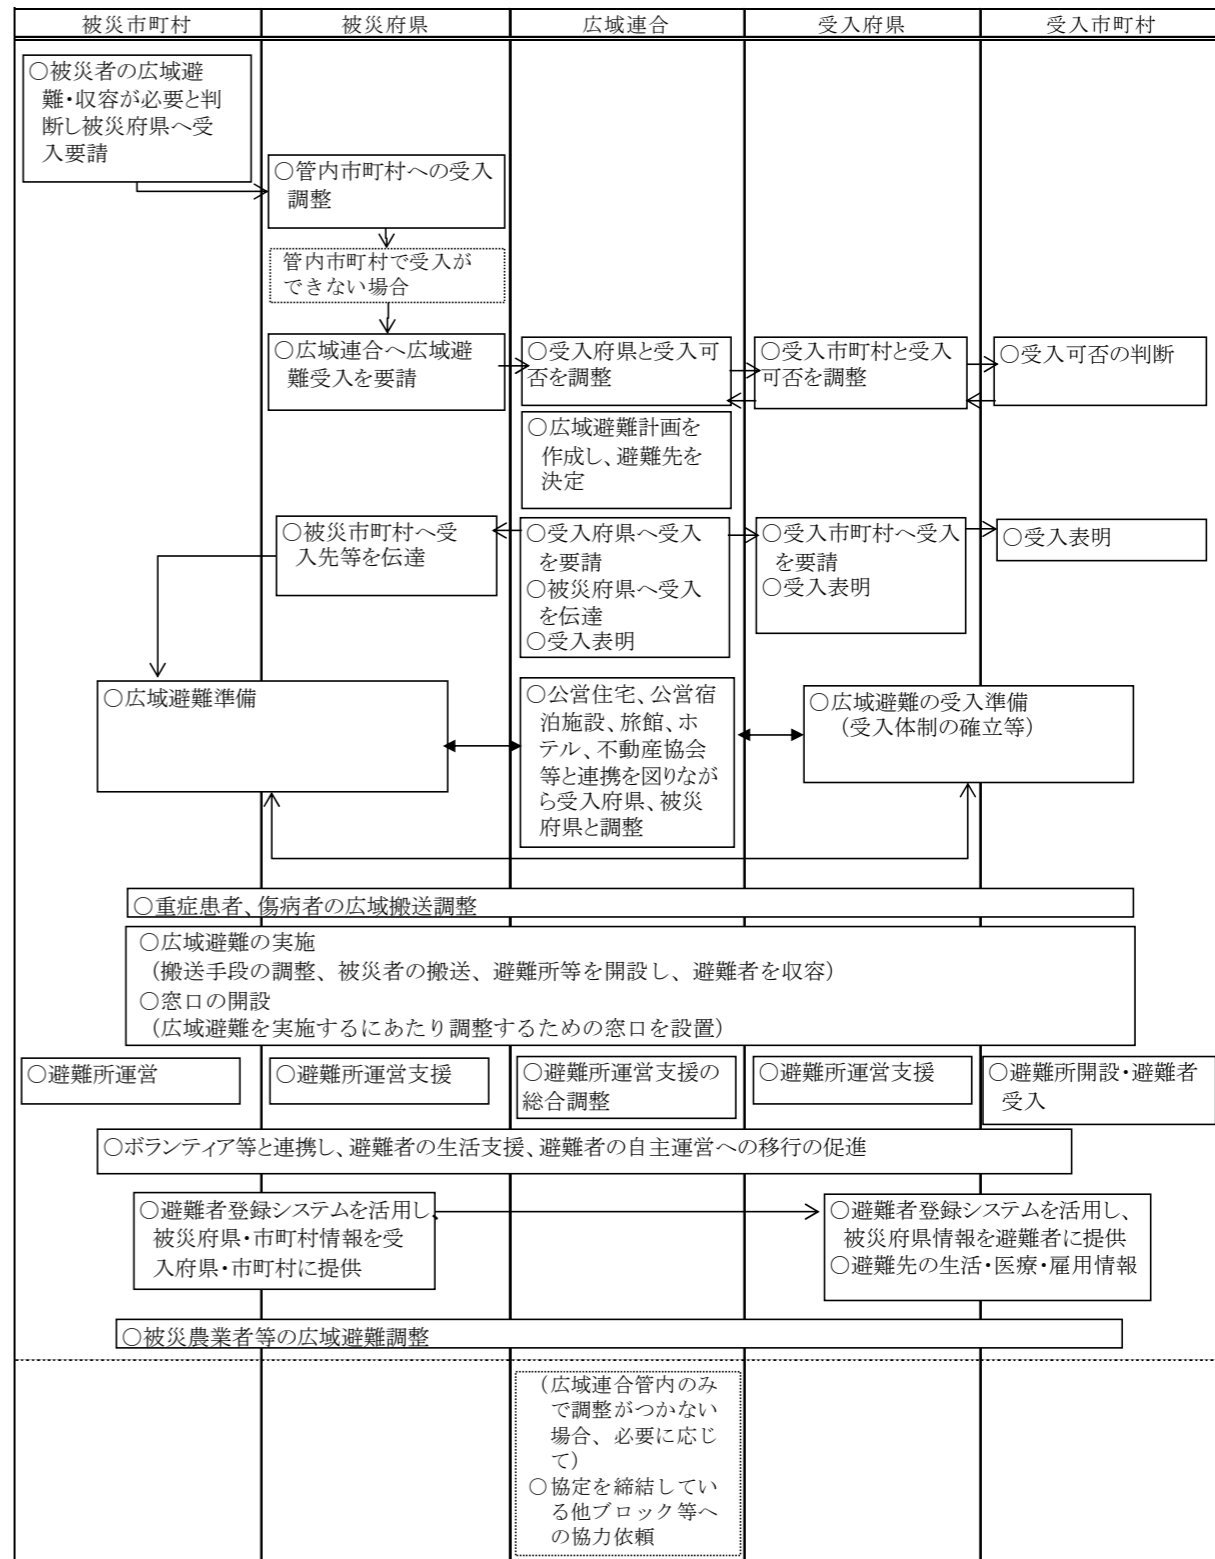 被災市町村
被災府県
広域連合
受入府県
受入市町村
○被災者の広域避
難・収容が必要と判
断し被災府県へ受
入要請
○管内市町村への受入
調整
管内市町村で受入が
できない場合
○広域連合へ広域避
難受入を要請
○受入府県と受入可
否を調整
○受入市町村と受入
可否を調整
○受入可否の判断
○広域避難計画を
作成し、避難先を
決定
○被災市町村へ受
入先等を伝達
○受入府県へ受入
を要請
○被災府県へ受入
を伝達
○受入表明
○受入市町村へ受入
を要請
○受入表明
○受入表明
○広域避難準備
○公営住宅、公営宿
泊施設、旅館、ホ
テル、不動産協会
等と連携を図りなが
ら受入府県、被災
府県と調整
○広域避難の受入準備
（受入体制の確立等）
○重症患者、傷病者の広域搬送調整
○広域避難の実施
（搬送手段の調整、被災者の搬送、避難所等を開設し、避難者を収容）
○窓口の開設
（広域避難を実施するにあたり調整するための窓口を設置）
○避難所運営
○避難所運営支援
○避難所運営支援の
総合調整
○避難所運営支援
○避難所開設・避難者
受入
○ボランティア等と連携し、避難者の生活支援、避難者の自主運営への移行の促進
○避難者登録システムを活用し、
被災府県・市町村情報を受
入府県・市町村に提供
○避難者登録システムを活用し、
被災府県情報を避難者に提供
○避難先の生活・医療・雇用情報
○被災農業者等の広域避難調整
（広域連合管内のみ
で調整がつかない
場合、必要に応じ
て）
○協定を締結してい
る他ブロック等へ
の協力依頼